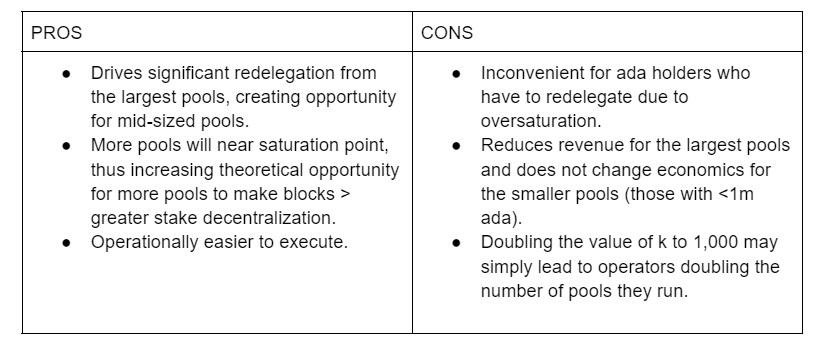 PROS
● Drives significant redelegation from
the largest pools, creating opportunity
for mid-sized pools.
● More pools will near saturation point,
thus increasing theoretical opportunity
for more pools to make blocks >
greater stake decentralization.
● Operationally easier to execute.
CONS
● Inconvenient for ada holders who
have to redelegate due to
oversaturation.
● Reduces revenue for the largest pools
and does not change economics for
the smaller pools (those with <1m
ada).
● Doubling the value of k to 1,000 may
simply lead to operators doubling the
number of pools they run.